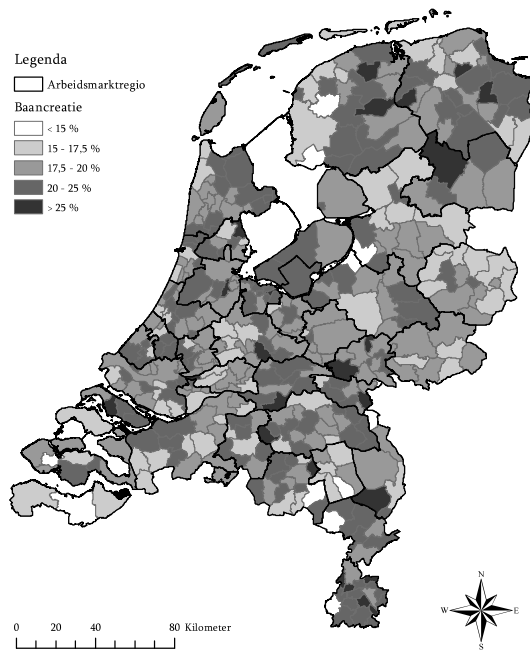 Legenda
Arbeidsmarktregio
Baancreatie
< 15 %
15 - 17,5 %
17,5 - 20 %
20 - 25 %
> 25 %
N
W E
S
0 20 40 80 Kilometer